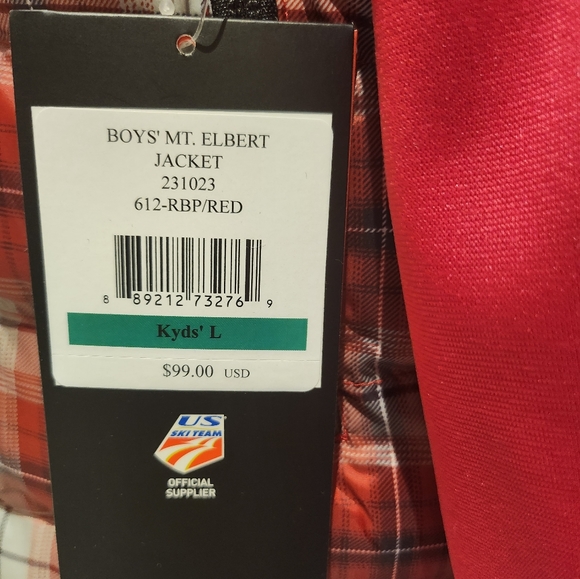 BOYS' MT. ELBERT
JACKET
231023
612-RBP/RED
8 89212 73276 9
Kyds' L
$99.00 USD
US
SKI TEAM
OFFICIAL
SUPPLIER